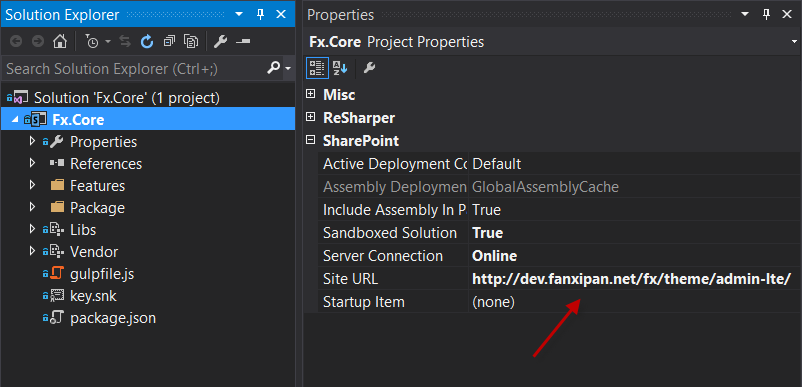 Solution Explorer
Search Solution Explorer (Ctrl+;)
Solution 'Fx.Core' (1 project)
Fx.Core
Properties
References
Features
Package
Libs
Vendor
gulpfile.js
key.snk
package.json
Properties
Fx.Core Project Properties
Misc
ReSharper
SharePoint
Active Deployment Co Default
Assembly Deploymen GlobalAssemblyCache
Include Assembly In P True
Sandboxed Solution True
Server Connection Online
Site URL http://dev.fanxipan.net/fx/theme/admin-lte/
Startup Item (none)